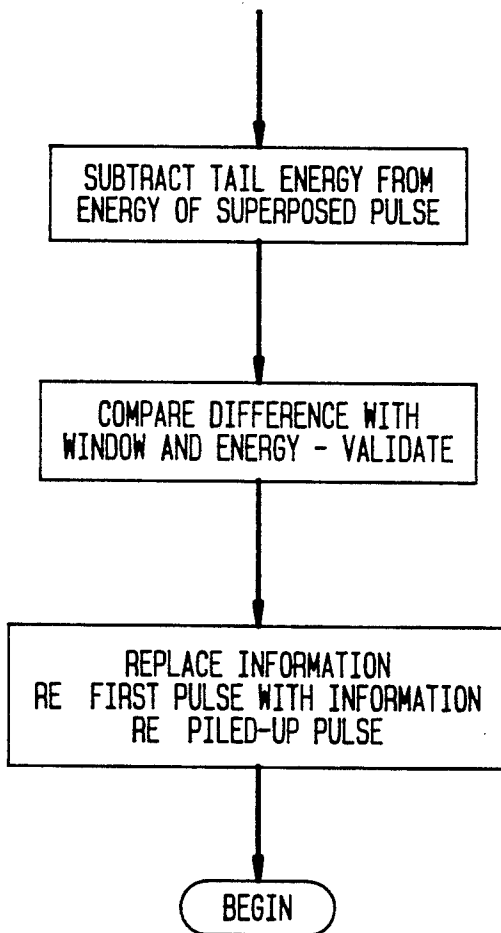 SUBTRACT TAIL ENERGY FROM
ENERGY OF SUPERPOSED PULSE
COMPARE DIFFERENCE WITH
WINDOW AND ENERGY - VALIDATE
REPLACE INFORMATION
RE FIRST PULSE WITH INFORMATION
RE PILED-UP PULSE
BEGIN